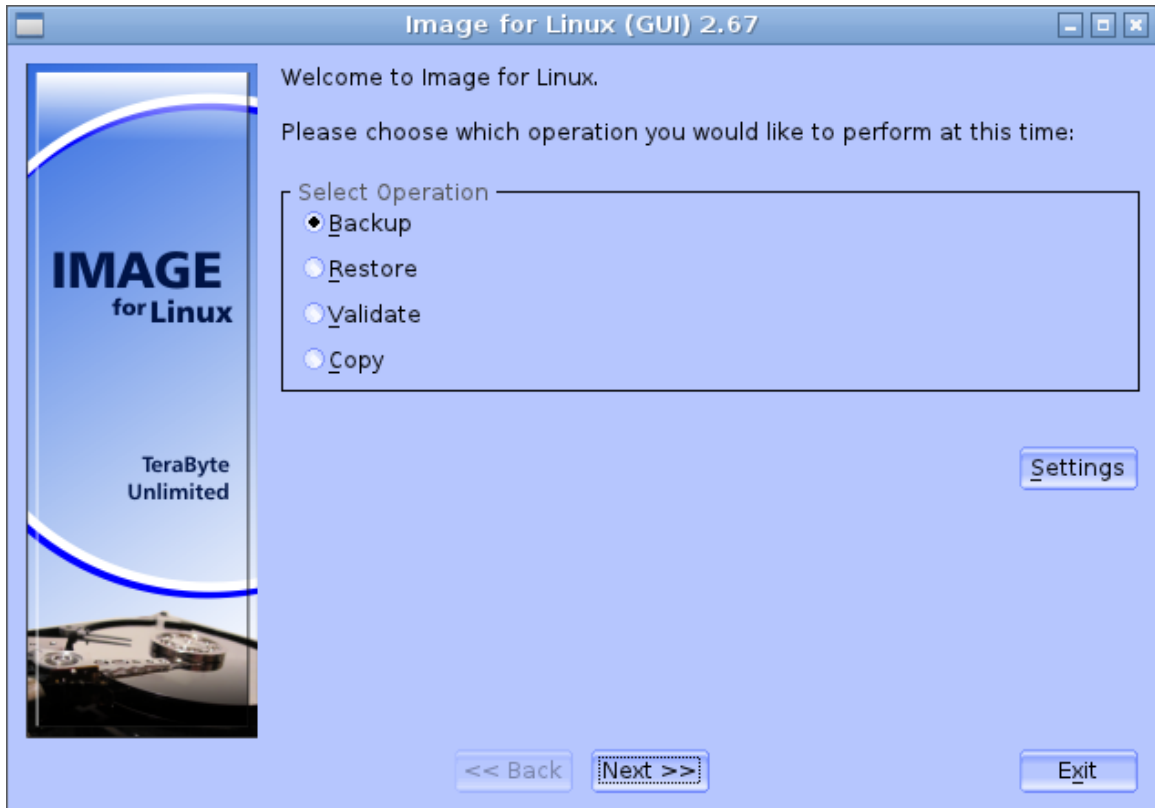 Image for Linux (GUI) 2.67
Welcome to Image for Linux.
Please choose which operation you would like to perform at this time:
Select Operation
Backup
Restore
Validate
Copy
IMAGE
for Linux
TeraByte
Unlimited
Settings
<< Back
Next >>
Exit